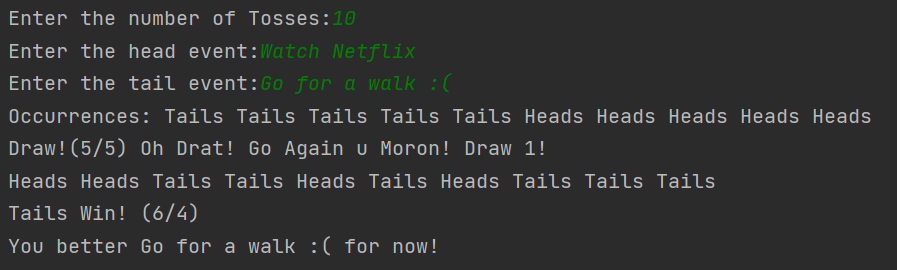 Enter the number of Tosses:10
Enter the head event:Watch Netflix
Enter the tail event:Go for a walk :(
Occurrences: Tails Tails Tails Tails Tails Heads Heads Heads Heads Heads
Draw!(5/5) Oh Drat! Go Again u Moron! Draw 1!
Heads Heads Tails Tails Heads Tails Heads Tails Tails Tails
Tails Win! (6/4)
You better Go for a walk :( for now!